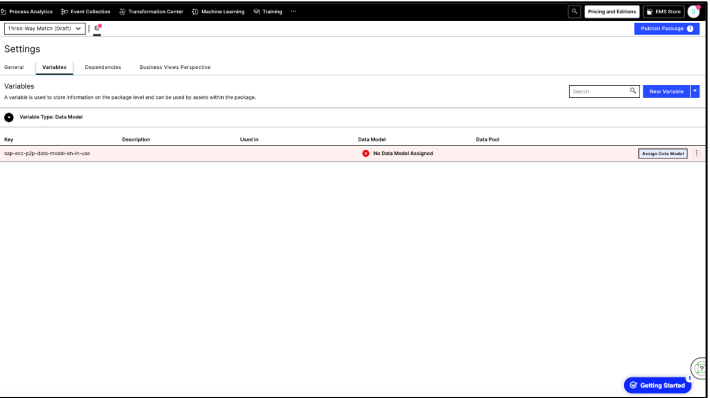 Process Analytics Event Collection Transformation Center Machine Learning Training ··· Pricing and Editions EMS Store
Three-Way Match (Draft) Publish Package 1
Settings
General Variables Dependencies Business Views Perspective
Variables
A variable is used to store information on the package level and can be used by assets within the package.
Search New Variable
Variable Type: Data Model
Key Description Used in Data Model Data Pool
sap-ecc-p2p-data-model-en-in-use No Data Model Assigned Assign Data Model
?
Getting Started